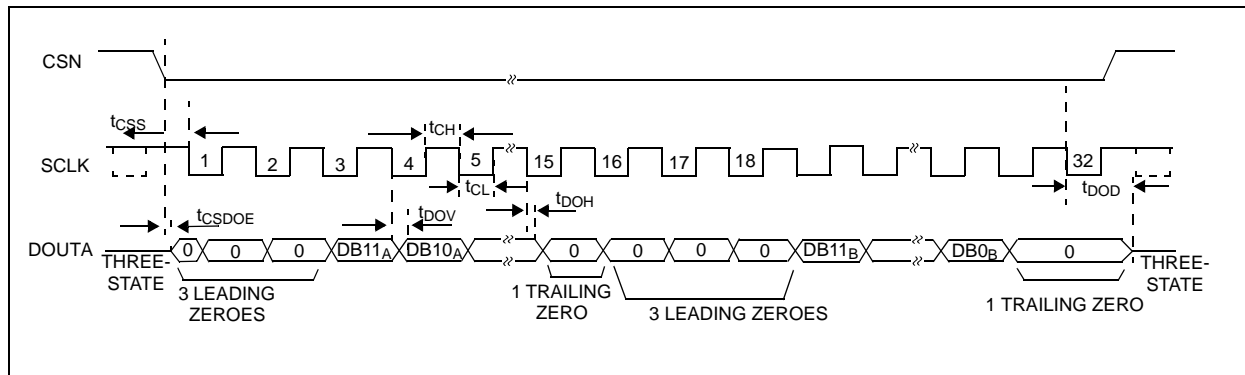 CSN
tCSS
tCH
SCLK
1 2 3 4 5 15 16 17 18 32
tCL
tDOH
tDOD
tCSDOE
tDOV
DOUTA
0 0 0 DB11A DB10A 0 0 0 0 DB11B DB0B 0
THREE-
STATE
3 LEADING
ZEROES
1 TRAILING
ZERO
3 LEADING ZEROES
1 TRAILING ZERO
THREE-
STATE